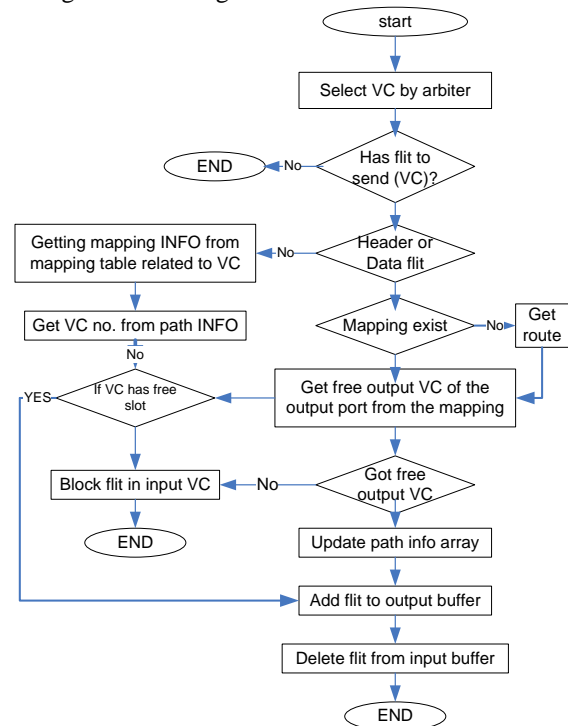 start
Select VC by arbiter
Has flit to
send (VC)?
No
END
Header or
Data flit
No
Getting mapping INFO from
mapping table related to VC
Mapping exist
No
Get
route
Get VC no. from path INFO
No
If VC has free
slot
YES
Get free output VC of the
output port from the mapping
Got free
output VC
No
Block flit in input VC
END
Update path info array
Add flit to output buffer
Delete flit from input buffer
END